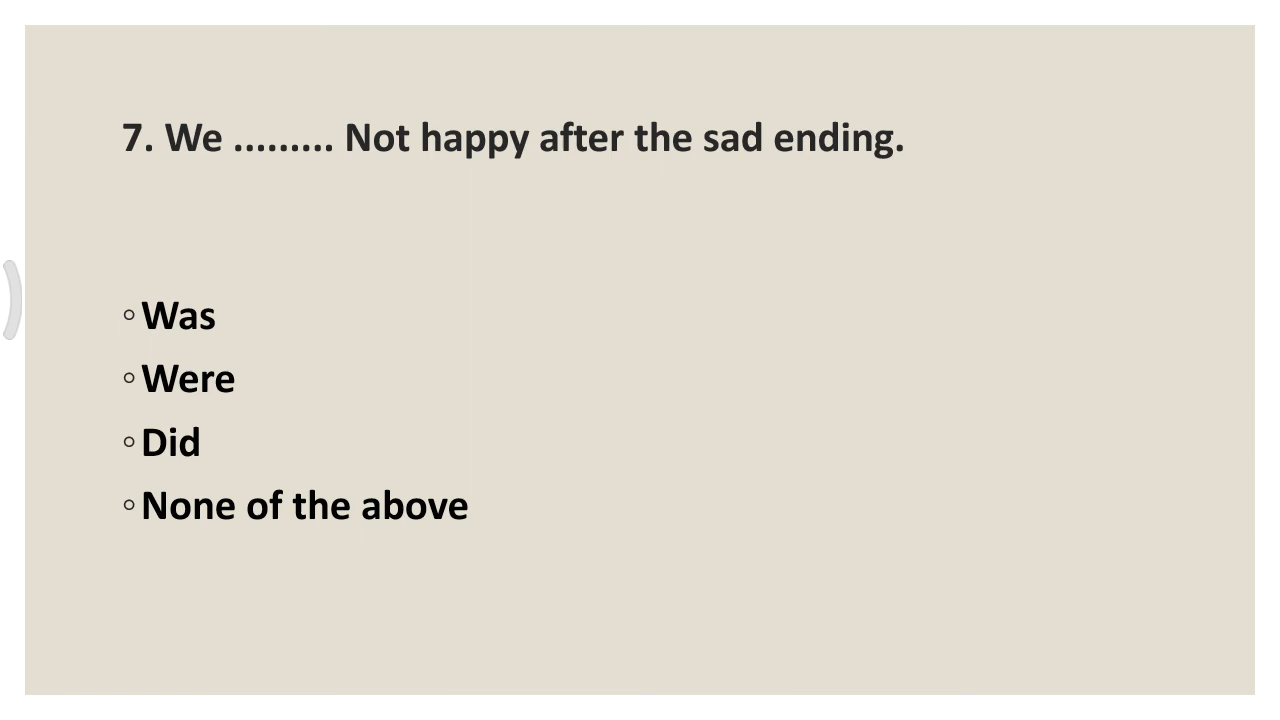 7. We ......... Not happy after the sad ending.
◦Was
◦Were
◦Did
◦None of the above